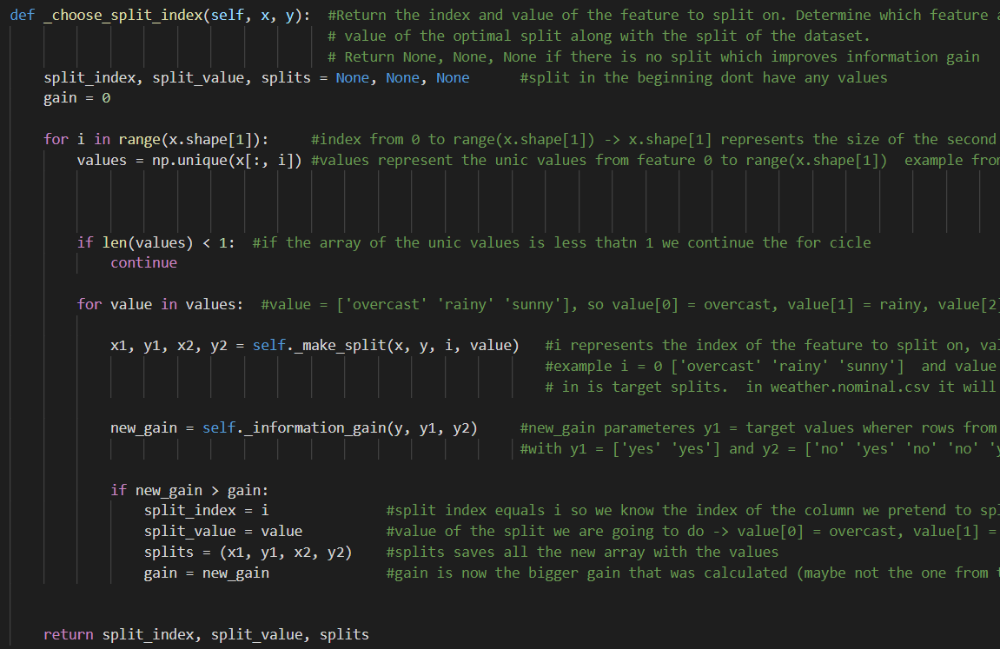 def _choose_split_index(self, x, y):  #Return the index and value of the feature to split on. Determine which feature
# value of the optimal split along with the split of the dataset.
# Return None, None, None if there is no split which improves information gain
split_index, split_value, splits = None, None, None      #split in the beginning dont have any values
gain = 0
for i in range(x.shape[1]):     #index from 0 to range(x.shape[1]) -> x.shape[1] represents the size of the second
values = np.unique(x[:, i]) #values represent the unic values from feature 0 to range(x.shape[1])  example from
if len(values) < 1:  #if the array of the unic values is less thatn 1 we continue the for cicle
continue
for value in values:  #value = ['overcast' 'rainy' 'sunny'], so value[0] = overcast, value[1] = rainy, value[2]
x1, y1, x2, y2 = self._make_split(x, y, i, value)   #i represents the index of the feature to split on,
#example i = 0 ['overcast' 'rainy' 'sunny']  and value
# in is target splits.  in weather.nominal.csv it will
new_gain = self._information_gain(y, y1, y2)     #new_gain parameteres y1 = target values wherer rows from
#with y1 = ['yes' 'yes'] and y2 = ['no' 'yes' 'no' 'no'
if new_gain > gain:
split_index = i              #split index equals i so we know the index of the column we pretend to
split_value = value          #value of the split we are going to do -> value[0] = overcast, value[1] =
splits = (x1, y1, x2, y2)    #splits saves all the new array with the values
gain = new_gain              #gain is now the bigger gain that was calculated (maybe not the one from
return split_index, split_value, splits